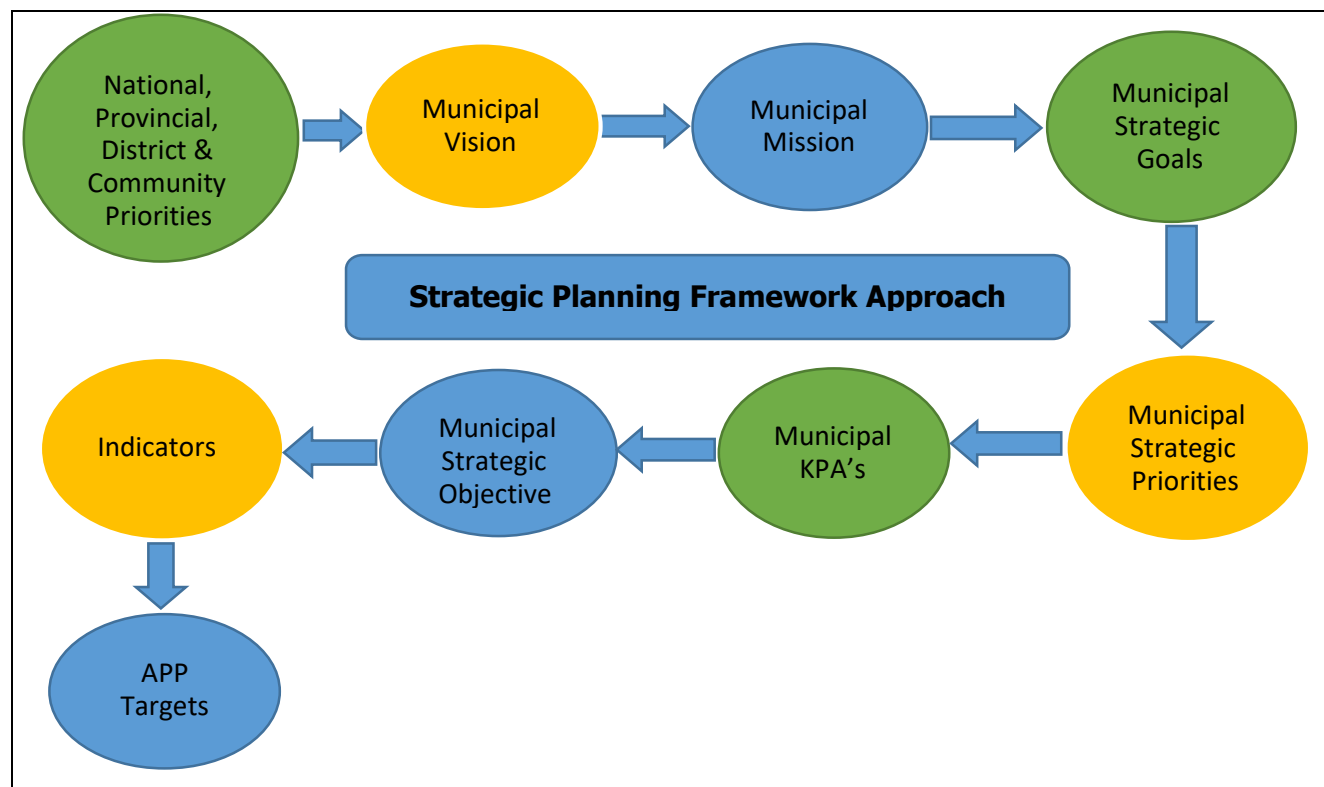 National,
Provincial,
District &
Community
Priorities
Municipal
Vision
Municipal
Mission
Municipal
Strategic
Goals
Strategic Planning Framework Approach
Indicators
Municipal
Strategic
Objective
Municipal
KPA’s
Municipal
Strategic
Priorities
APP
Targets